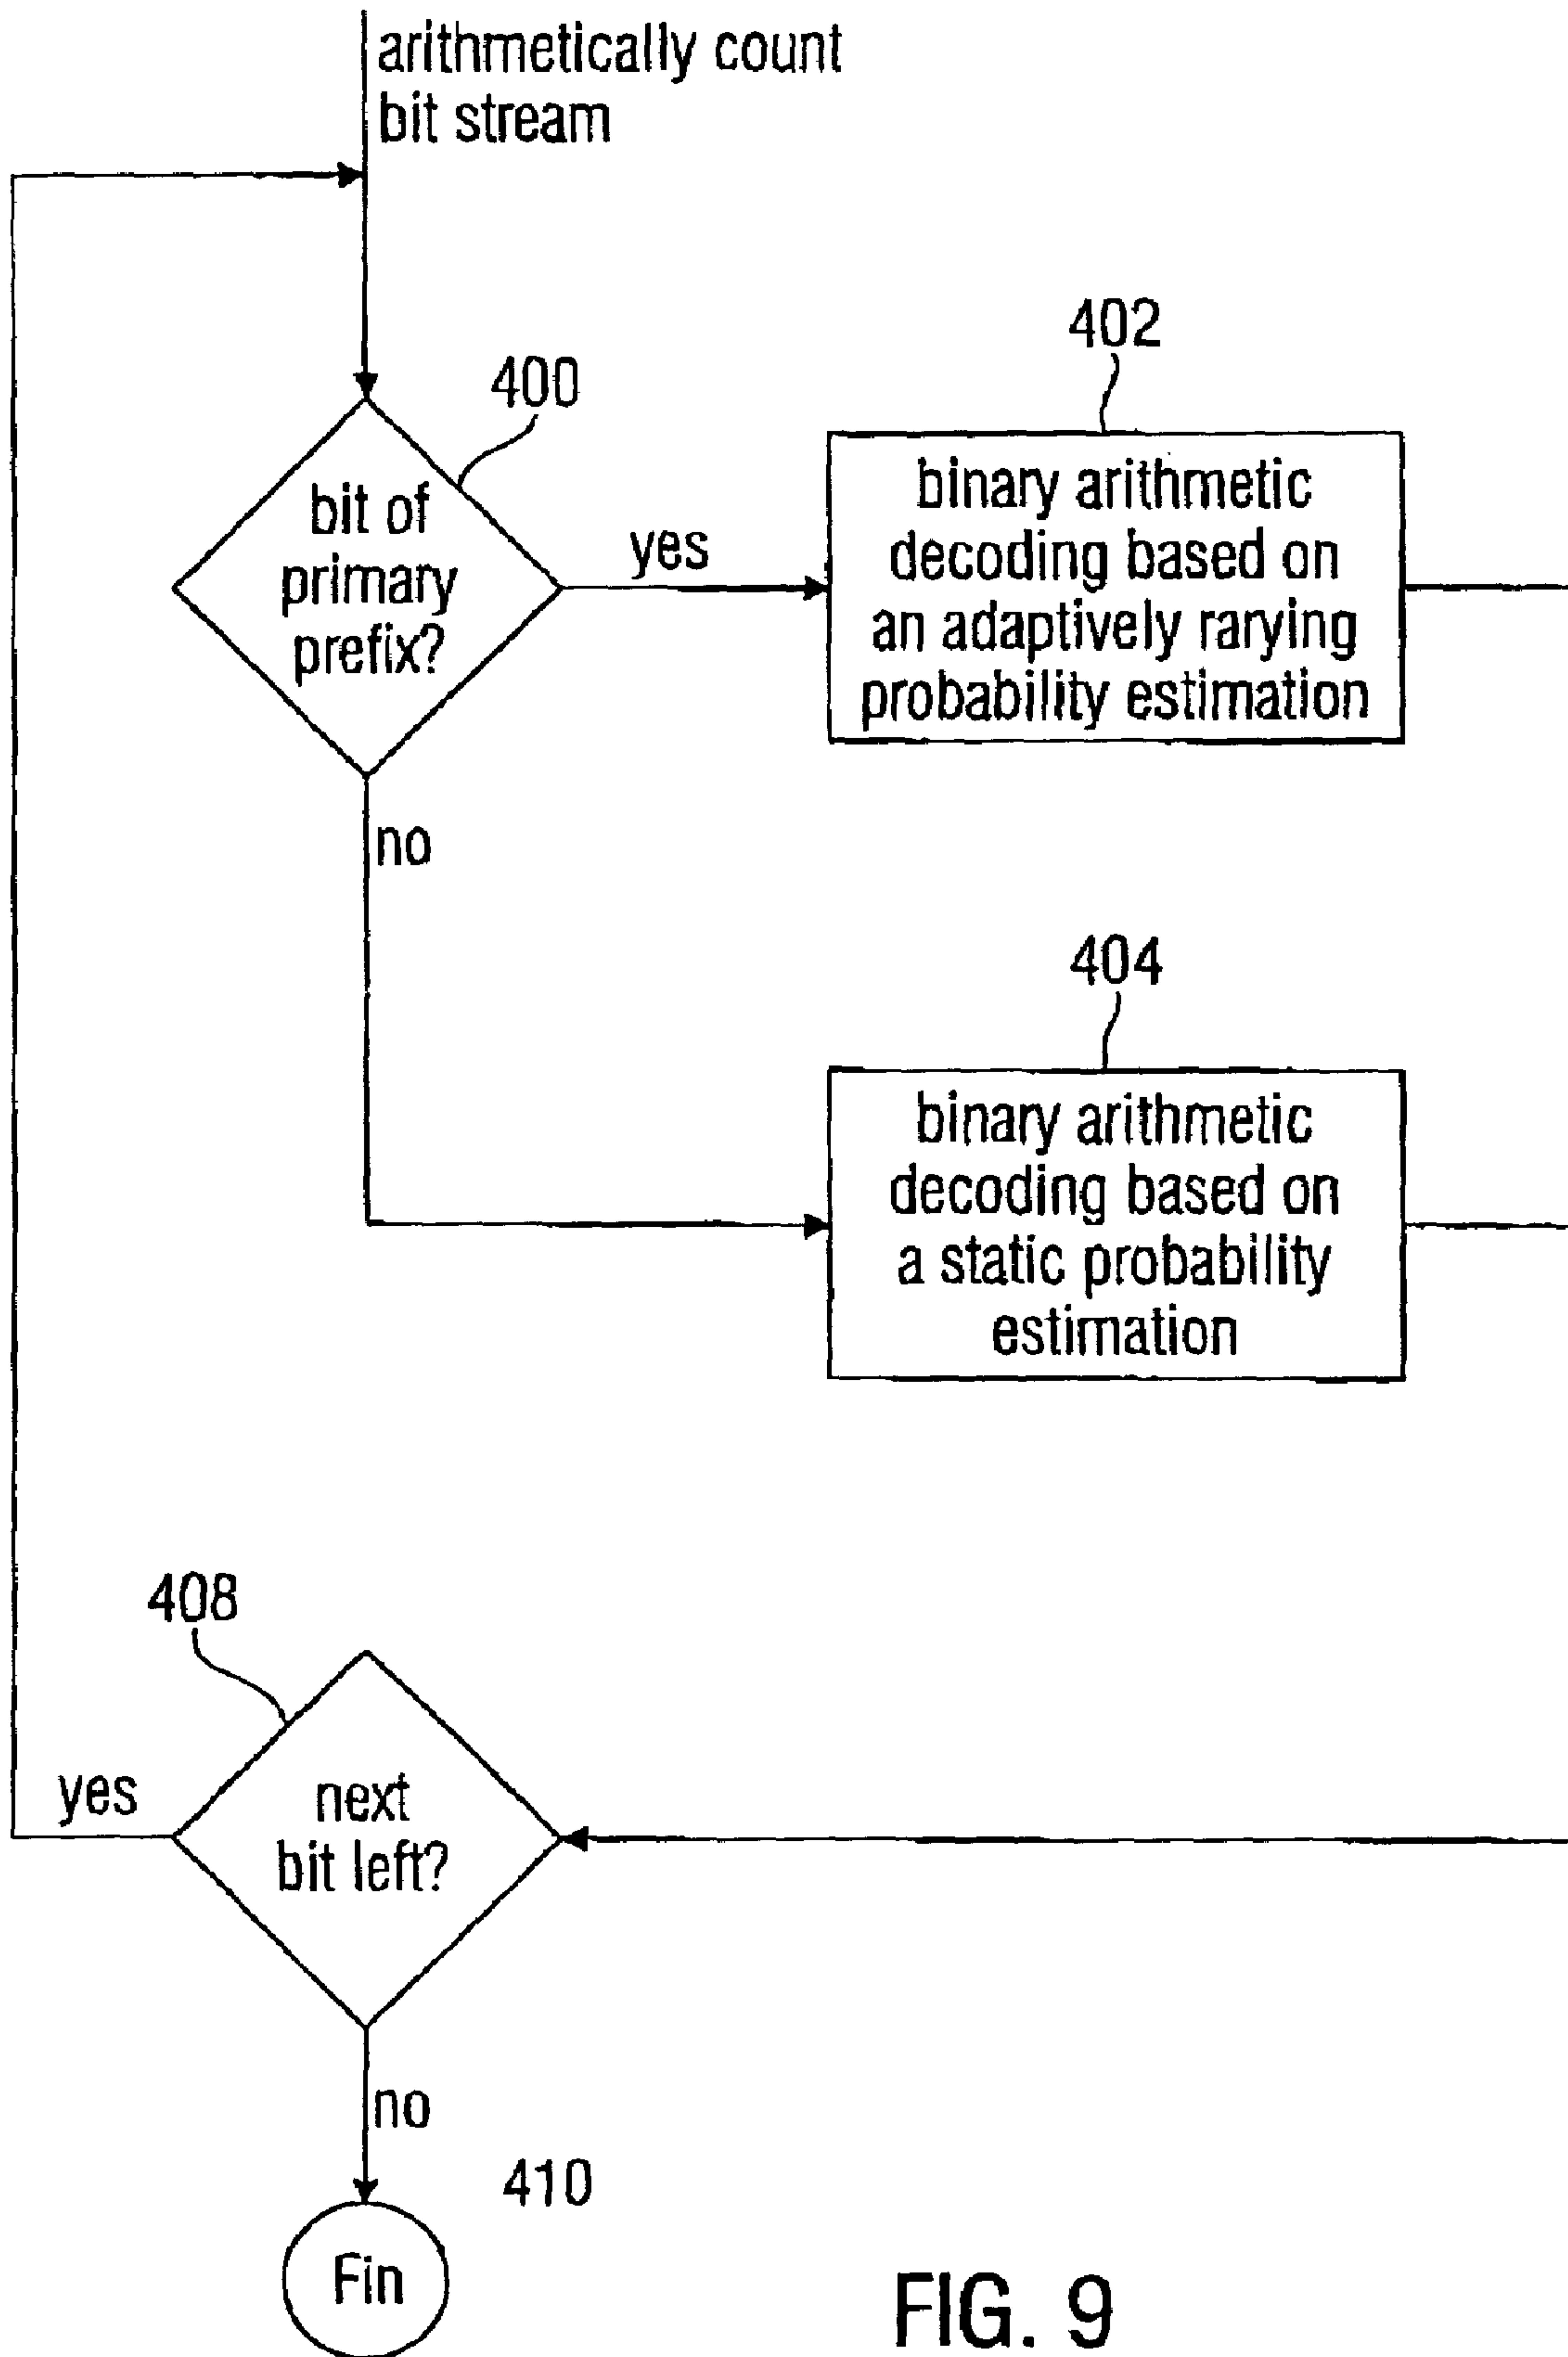 arithmetically count
bit stream
400
bit of
primary
prefix?
yes
402
binary arithmetic
decoding based on
an adaptively rarying
probability estimation
no
404
binary arithmetic
decoding based on
a static probability
estimation
408
next
bit left?
yes
no
410
Fin
FIG. 9